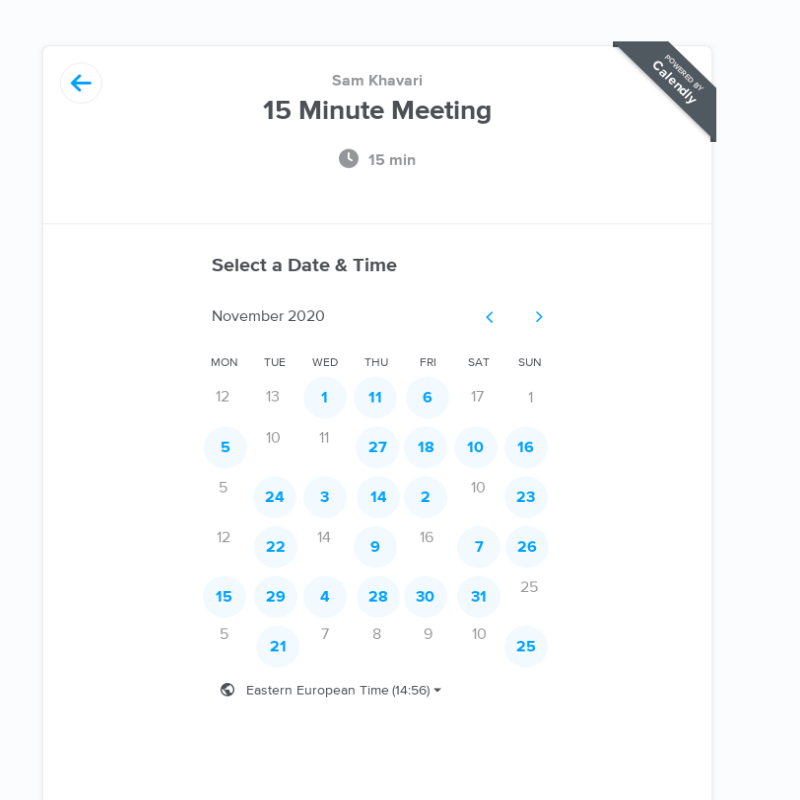 POWERED BY
Calendly
Sam Khavari
15 Minute Meeting
15 min
Select a Date & Time
November 2020
MON TUE WED THU FRI SAT SUN
12 13 1 11 6 17 1
5 10 11 27 18 10 16
5 24 3 14 2 10 23
12 22 14 9 16 7 26
15 29 4 28 30 31 25
5 21 7 8 9 10 25
Eastern European Time (14:56)